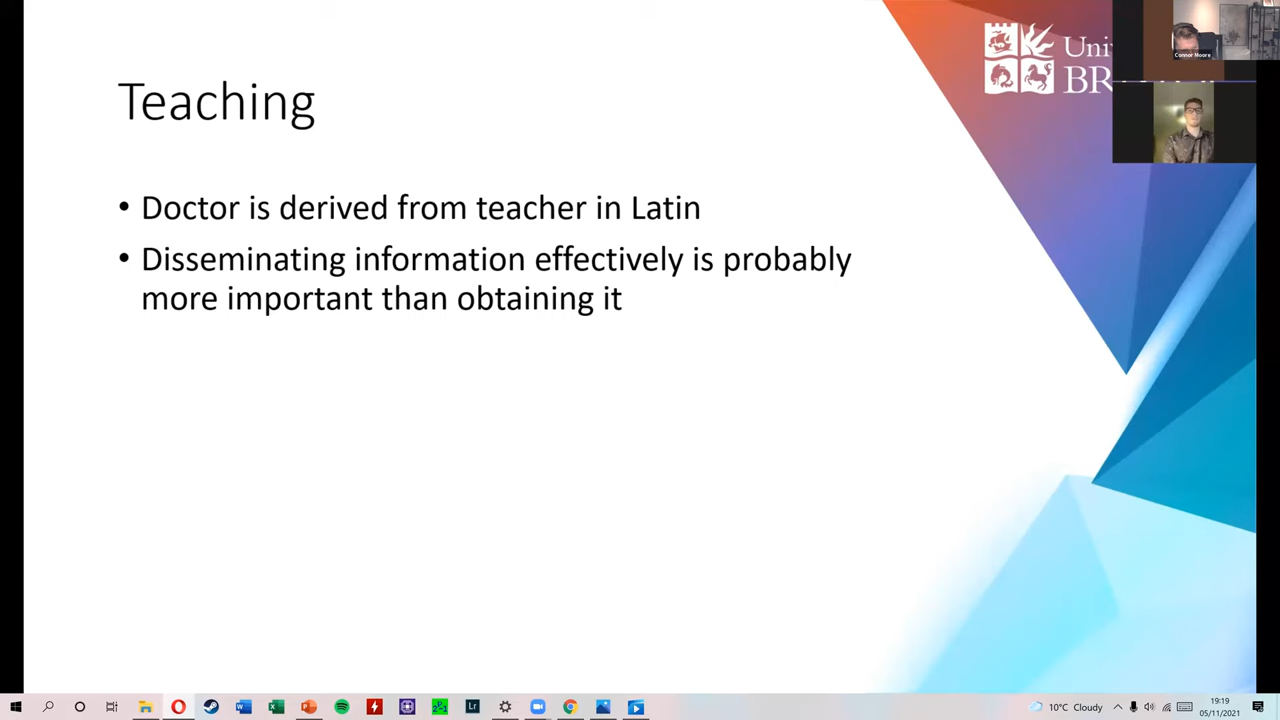 Teaching
Uni
BR
Connor Moore
• Doctor is derived from teacher in Latin
• Disseminating information effectively is probably
more important than obtaining it
10°C Cloudy
19:19
05/11/2021